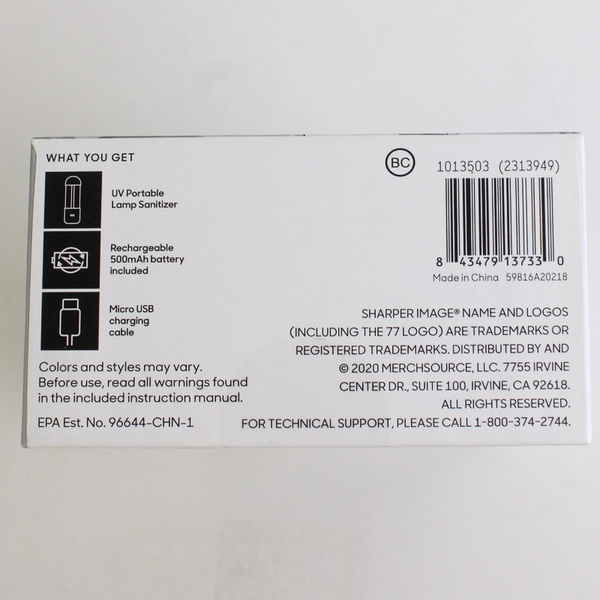 WHAT YOU GET
UV Portable
Lamp Sanitizer
Rechargeable
500mAh battery
included
Micro USB
charging
cable
Colors and styles may vary.
Before use, read all warnings found
in the included instruction manual.
EPA Est. No. 96644-CHN-1
BC
1013503 (2313949)
8 43479 13733 0
Made in China 59816A20218
SHARPER IMAGE® NAME AND LOGOS
(INCLUDING THE 77 LOGO) ARE TRADEMARKS OR
REGISTERED TRADEMARKS. DISTRIBUTED BY AND
© 2020 MERCHSOURCE, LLC. 7755 IRVINE
CENTER DR., SUITE 100, IRVINE, CA 92618.
ALL RIGHTS RESERVED.
FOR TECHNICAL SUPPORT, PLEASE CALL 1-800-374-2744.